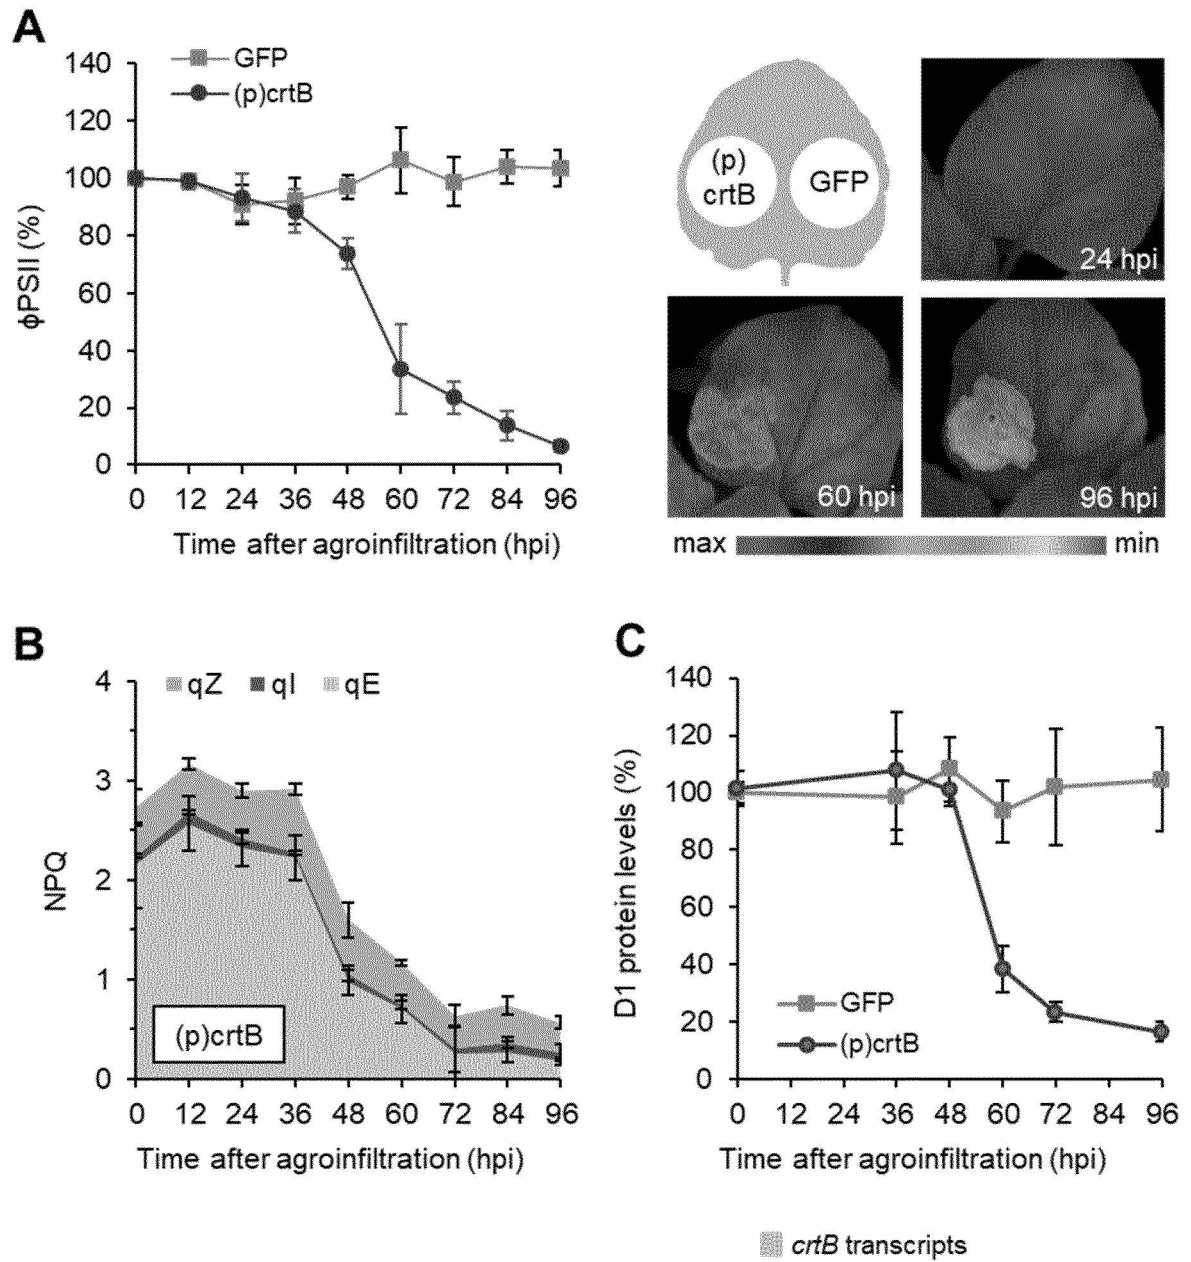 A
GFP
(p)crtB
140
120
100
80
60
40
20
0
ϕPSII (%)
0 12 24 36 48 60 72 84 96
Time after agroinfiltration (hpi)
(p)
crtB
GFP
24 hpi
60 hpi
96 hpi
max
min
B
qZ qI qE
4
3
2
1
0
NPQ
(p)crtB
0 12 24 36 48 60 72 84 96
Time after agroinfiltration (hpi)
C
140
120
100
80
60
40
20
0
D1 protein levels (%)
GFP
(p)crtB
0 12 24 36 48 60 72 84 96
Time after agroinfiltration (hpi)
crtB transcripts